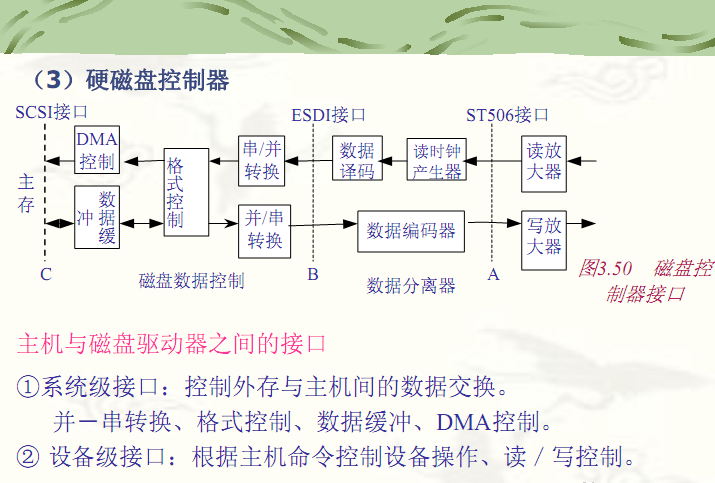 （3）硬磁盘控制器
SCSI接口
ESDI接口
ST506接口
DMA
控制
格式控制
串/并
转换
数据
译码
读时钟
产生器
读放
大器
主存
数据缓冲
并/串
转换
数据编码器
写放
大器
C
磁盘数据控制
B
数据分离器
A
图3.50 磁盘控
制器接口
主机与磁盘驱动器之间的接口
①系统级接口：控制外存与主机间的数据交换。
并－串转换、格式控制、数据缓冲、DMA控制。
② 设备级接口：根据主机命令控制设备操作、读／写控制。